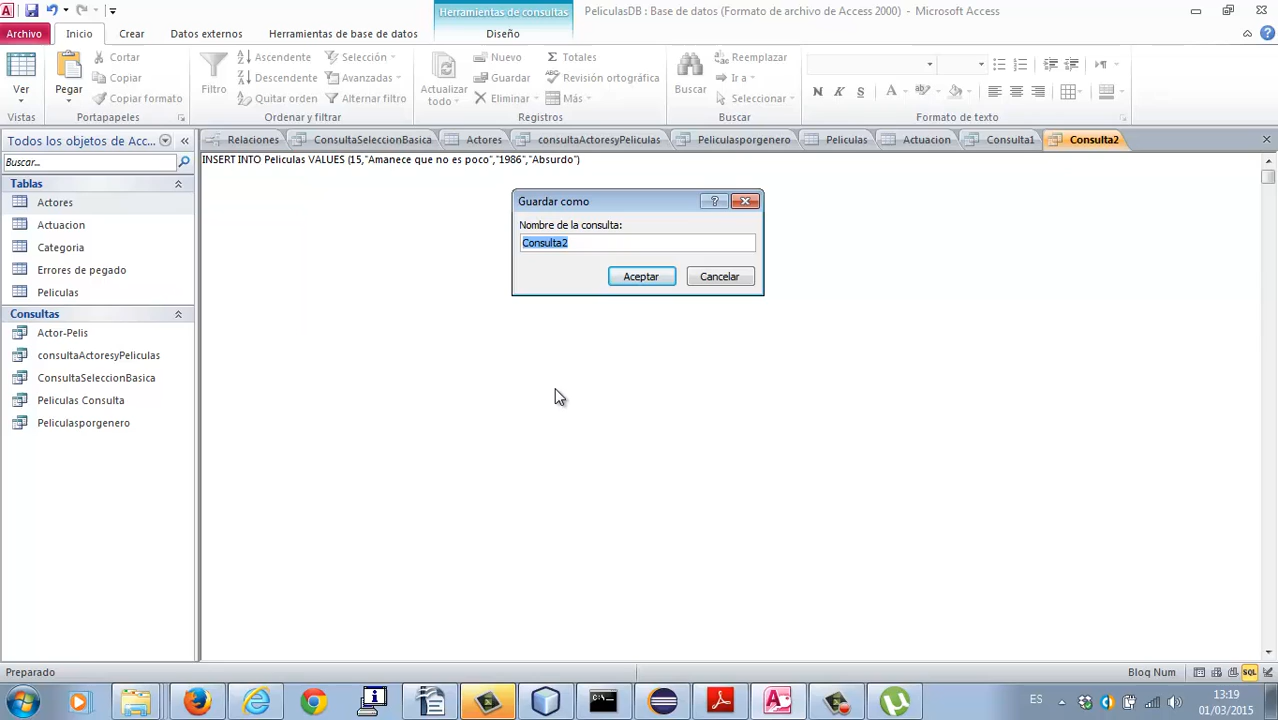 Herramientas de consultas
PeliculasDB : Base de datos (Formato de archivo de Access 2000) - Microsoft Access
Archivo Inicio Crear Datos externos Herramientas de base de datos Diseño
Ver
Vistas
Pegar
Cortar
Copiar
Copiar formato
Portapapeles
Filtro
Ascendente
Descendente
Quitar orden
Selección
Avanzadas
Alternar filtro
Ordenar y filtrar
Actualizar
todo
Nuevo
Guardar
Eliminar
Totales
Revisión ortográfica
Más
Registros
Buscar
Reemplazar
Ir a
Seleccionar
Buscar
N K S
Formato de texto
Todos los objetos de Acc...
Buscar...
Tablas
Actores
Actuacion
Categoria
Errores de pegado
Peliculas
Consultas
Actor-Pelis
consultaActoresyPeliculas
ConsultaSeleccionBasica
Peliculas Consulta
Peliculasporgenero
Relaciones ConsultaSeleccionBasica Actores consultaActoresyPeliculas Peliculasporgenero Peliculas Actuacion Consulta1 Consulta2
INSERT INTO Peliculas VALUES (15,"Amanece que no es poco","1986","Absurdo")
Guardar como
Nombre de la consulta:
Consulta2
Aceptar Cancelar
Preparado
Bloq Num
SQL
ES
13:19
01/03/2015